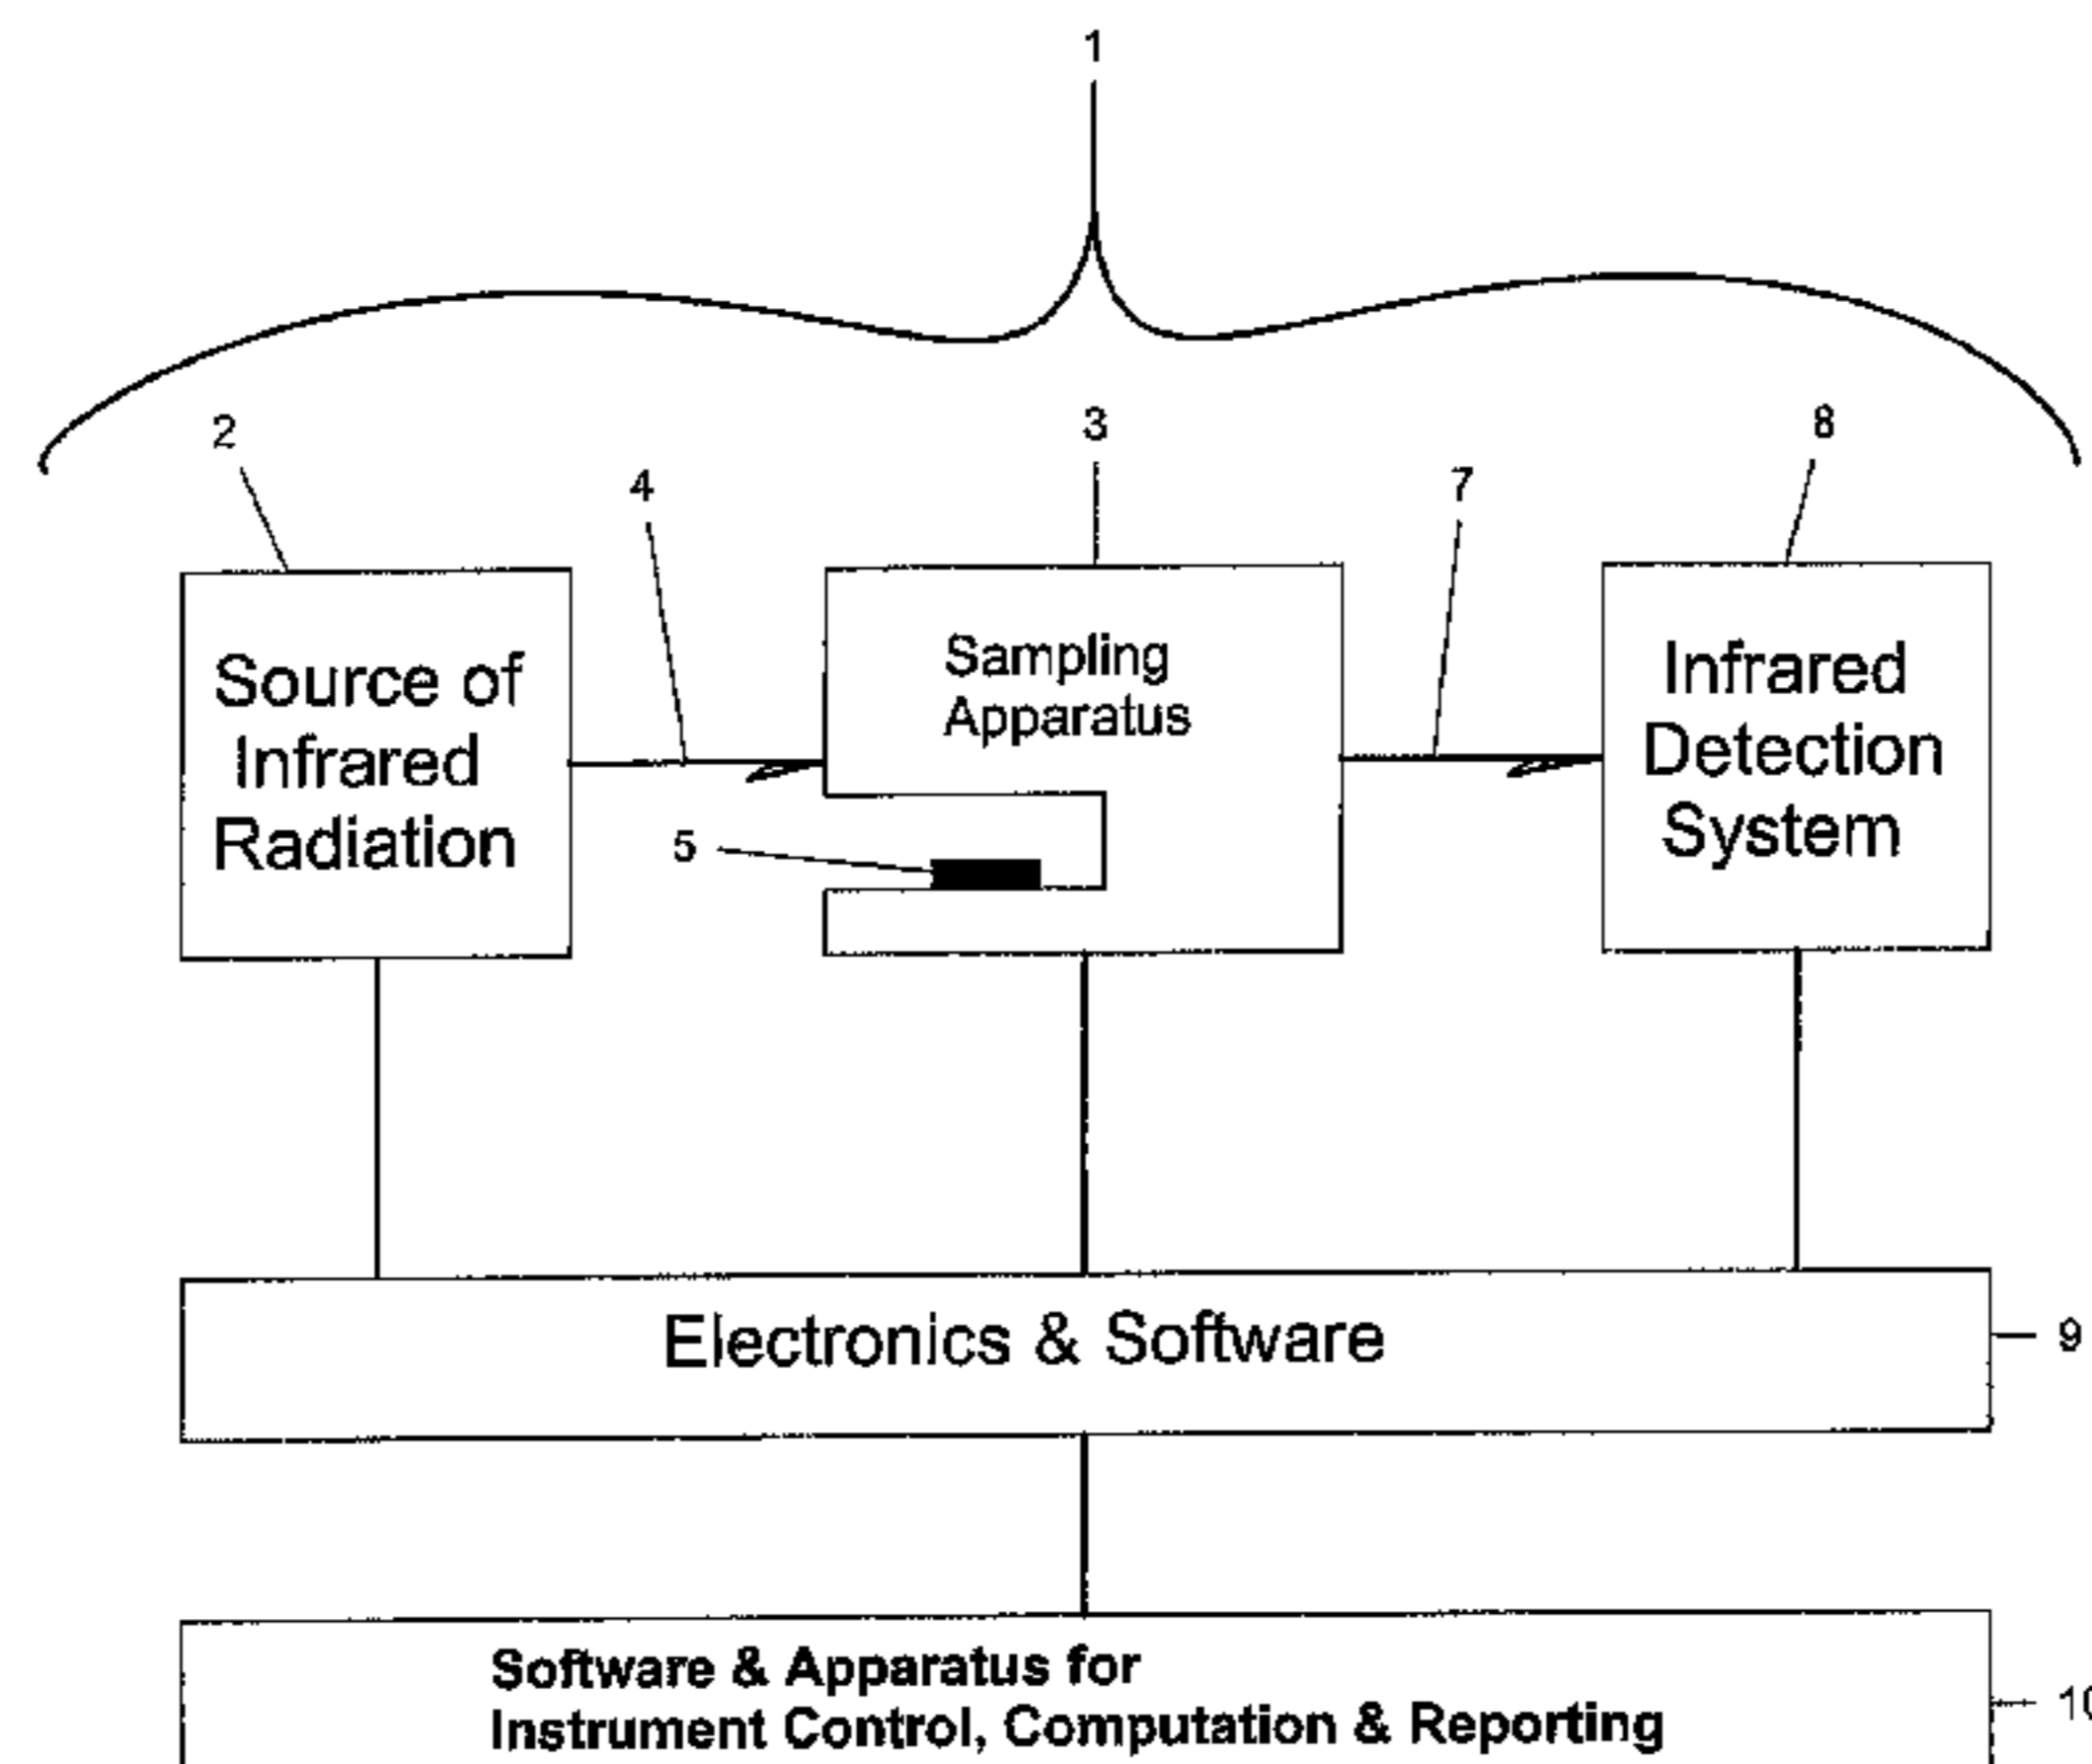 1
2
3
8
4
7
Source of
Infrared
Radiation
Sampling
Apparatus
Infrared
Detection
System
5
Electronics & Software
9
Software & Apparatus for
Instrument Control, Computation & Reporting
10